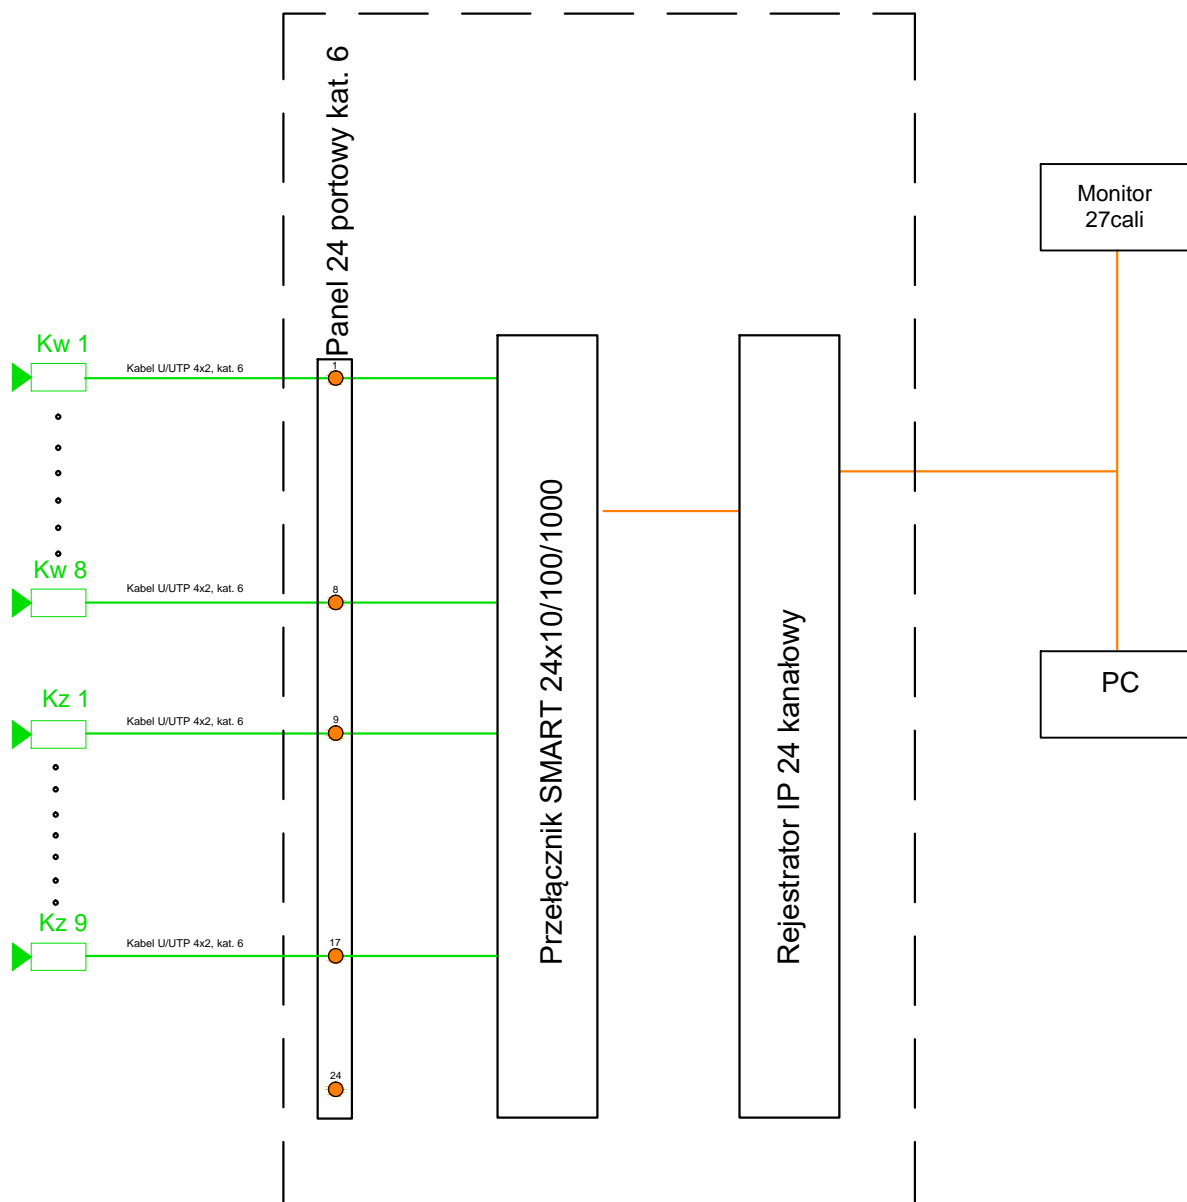 Panel 24 portowy kat. 6
Monitor
27cali
Kw 1
Kabel U/UTP 4x2, kat. 6
1
Kw 8
Kabel U/UTP 4x2, kat. 6
8
Kz 1
Kabel U/UTP 4x2, kat. 6
9
Kz 9
Kabel U/UTP 4x2, kat. 6
17
24
Przełącznik SMART 24x10/100/1000
Rejestrator IP 24 kanałowy
PC